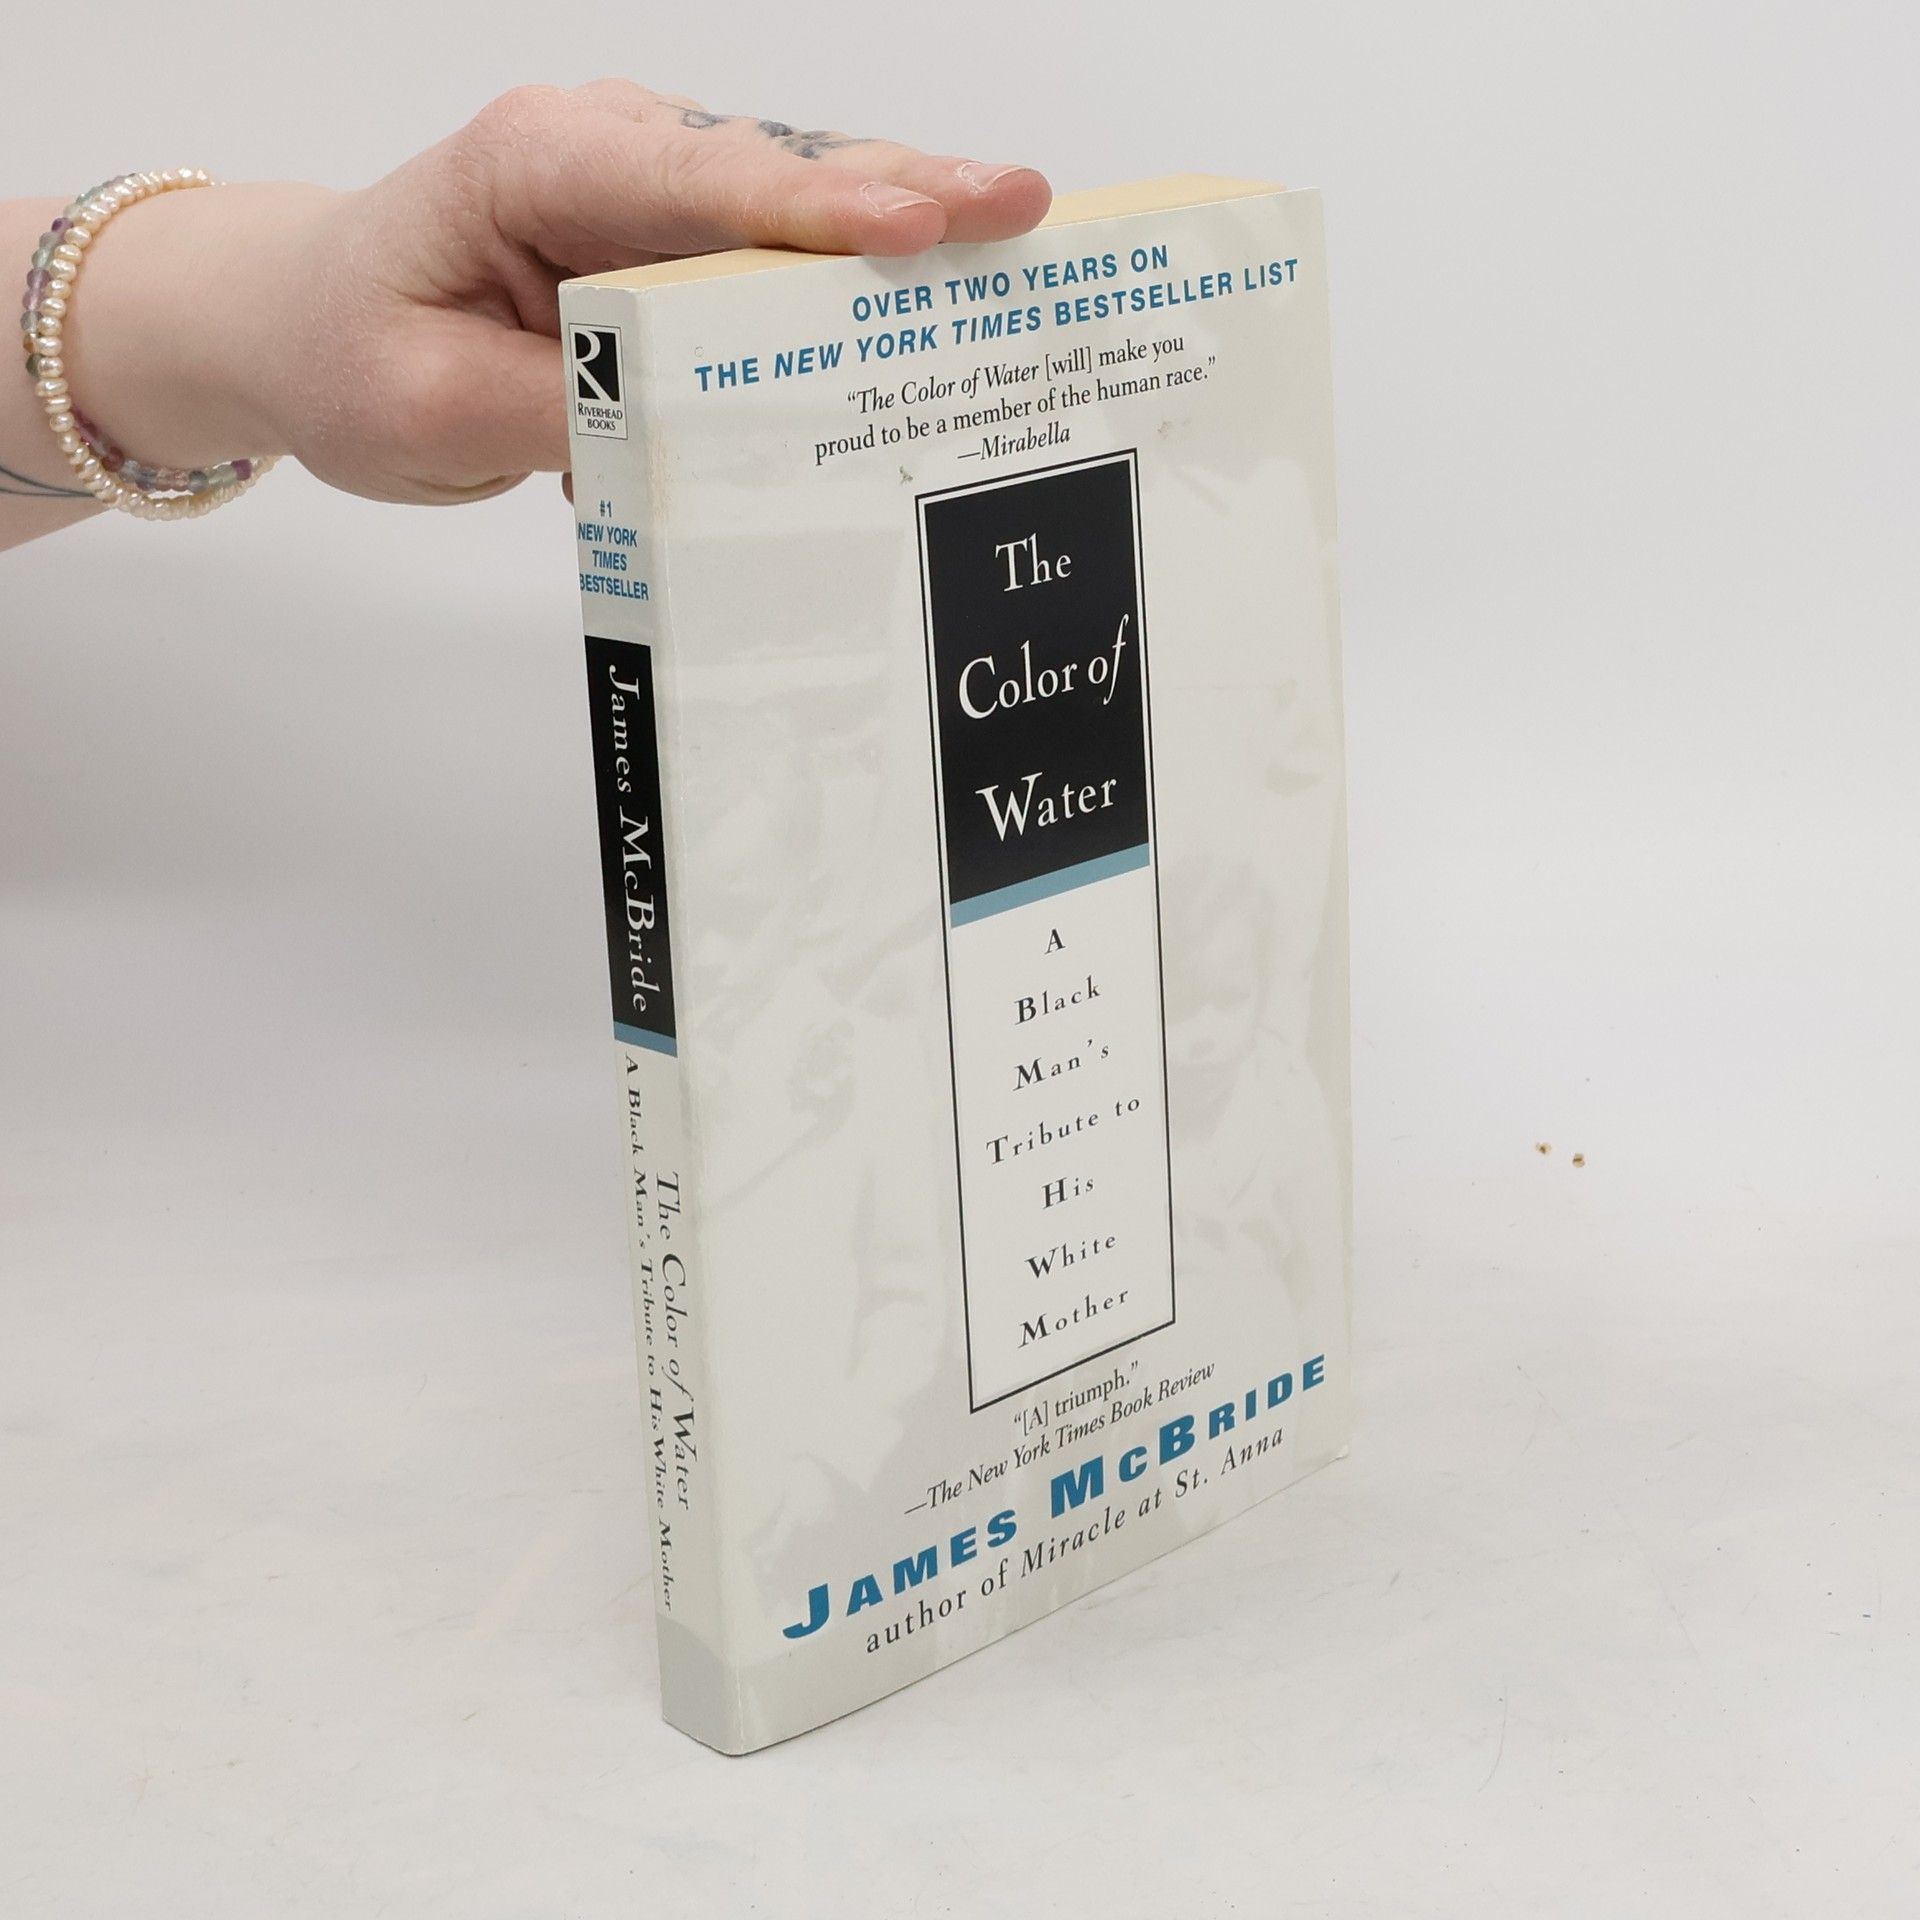 OVER TWO YEARS ON
THE NEW YORK TIMES BESTSELLER LIST
“The Color of Water [will] make you
proud to be a member of the human race.”
—Mirabella
The
Color of
Water
A
Black
Man's
Tribute to
His
White
Mother
“[A] triumph.”
—The New York Times Book Review
JAMES MCBRIDE
author of Miracle at St. Anna
R
RIVERHEAD
BOOKS
#1
NEW YORK
TIMES
BESTSELLER
James McBride
The Color of Water
A Black Man's Tribute to His White Mother